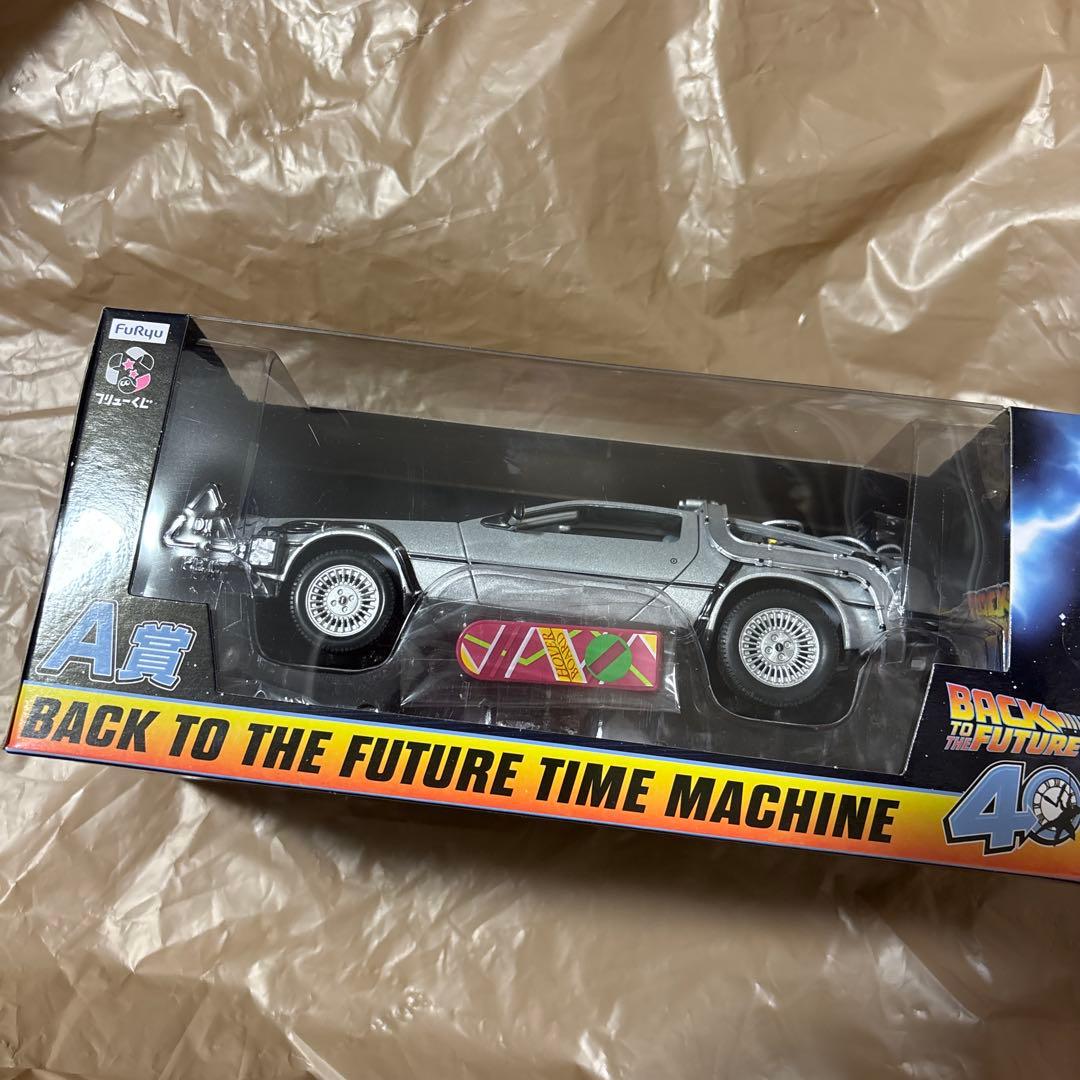 FuRyu
フリューくじ
A賞
HOVER
BACK TO THE FUTURE TIME MACHINE
BACK
TO
THE FUTURE
40
BACK